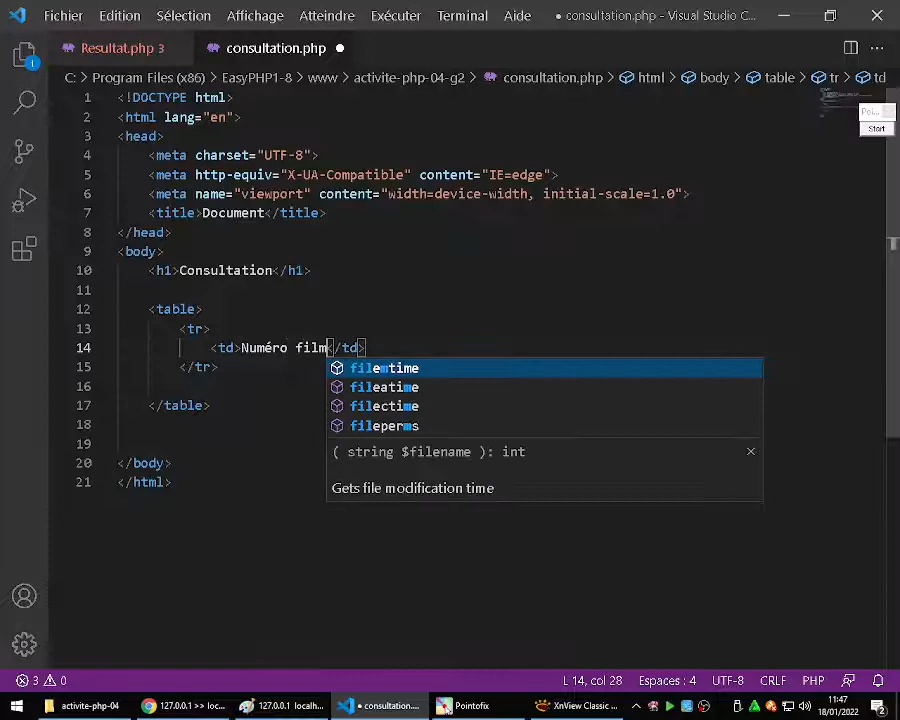 Fichier Edition Sélection Affichage Atteindre Exécuter Terminal Aide ● consultation.php - Visual Studio C...
Resultat.php 3 consultation.php ●
C: > Program Files (x86) > EasyPHP1-8 > www > activite-php-04-g2 > consultation.php > html > body > table > tr > td
Poi...
Start
1 <!DOCTYPE html>
2 <html lang="en">
3 <head>
4 <meta charset="UTF-8">
5 <meta http-equiv="X-UA-Compatible" content="IE=edge">
6 <meta name="viewport" content="width=device-width, initial-scale=1.0">
7 <title>Document</title>
8 </head>
9 <body>
10 <h1>Consultation</h1>
11
12 <table>
13 <tr>
14 <td>Numéro film</td>
15 </tr>
16
17 </table>
18
19
20 </body>
21 </html>
filemtime
fileatime
filectime
fileperms
( string $filename ): int
Gets file modification time
1
3 0 L 14, col 28 Espaces : 4 UTF-8 CRLF PHP
activite-php-04 127.0.0.1 >> loc... 127.0.0.1 localh... ● consultation.... Pointofix XnView Classic ... 11:47
18/01/2022 2